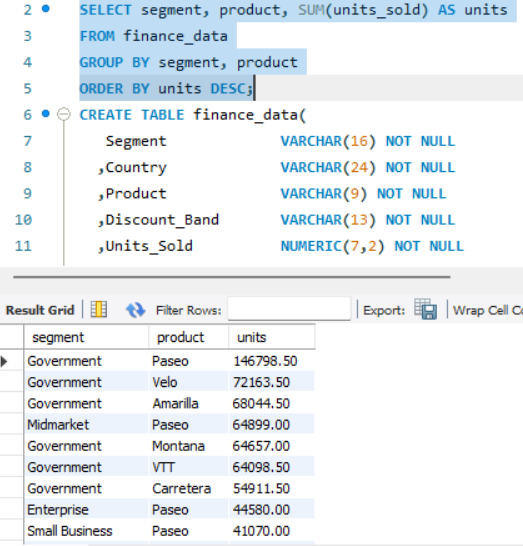 2 SELECT segment, product, SUM(units_sold) AS units
3 FROM finance_data
4 GROUP BY segment, product
5 ORDER BY units DESC;
6 CREATE TABLE finance_data(
7 Segment VARCHAR(16) NOT NULL
8 ,Country VARCHAR(24) NOT NULL
9 ,Product VARCHAR(9) NOT NULL
10 ,Discount_Band VARCHAR(13) NOT NULL
11 ,Units_Sold NUMERIC(7,2) NOT NULL
Result Grid Filter Rows: Export: Wrap Cell Co
segment product units
Government Paseo 146798.50
Government Velo 72163.50
Government Amarilla 68044.50
Midmarket Paseo 64899.00
Government Montana 64657.00
Government VTT 64098.50
Government Carretera 54911.50
Enterprise Paseo 44580.00
Small Business Paseo 41070.00